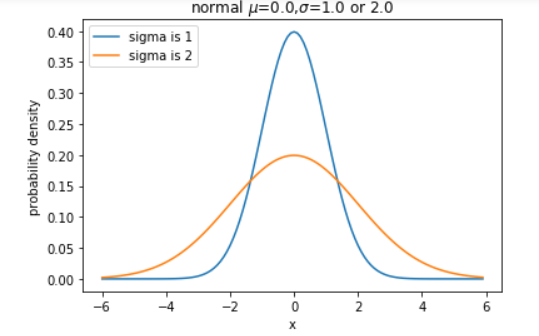 normal μ=0.0,σ=1.0 or 2.0
sigma is 1
sigma is 2
probability density
0.40
0.35
0.30
0.25
0.20
0.15
0.10
0.05
0.00
−6 −4 −2 0 2 4 6
x